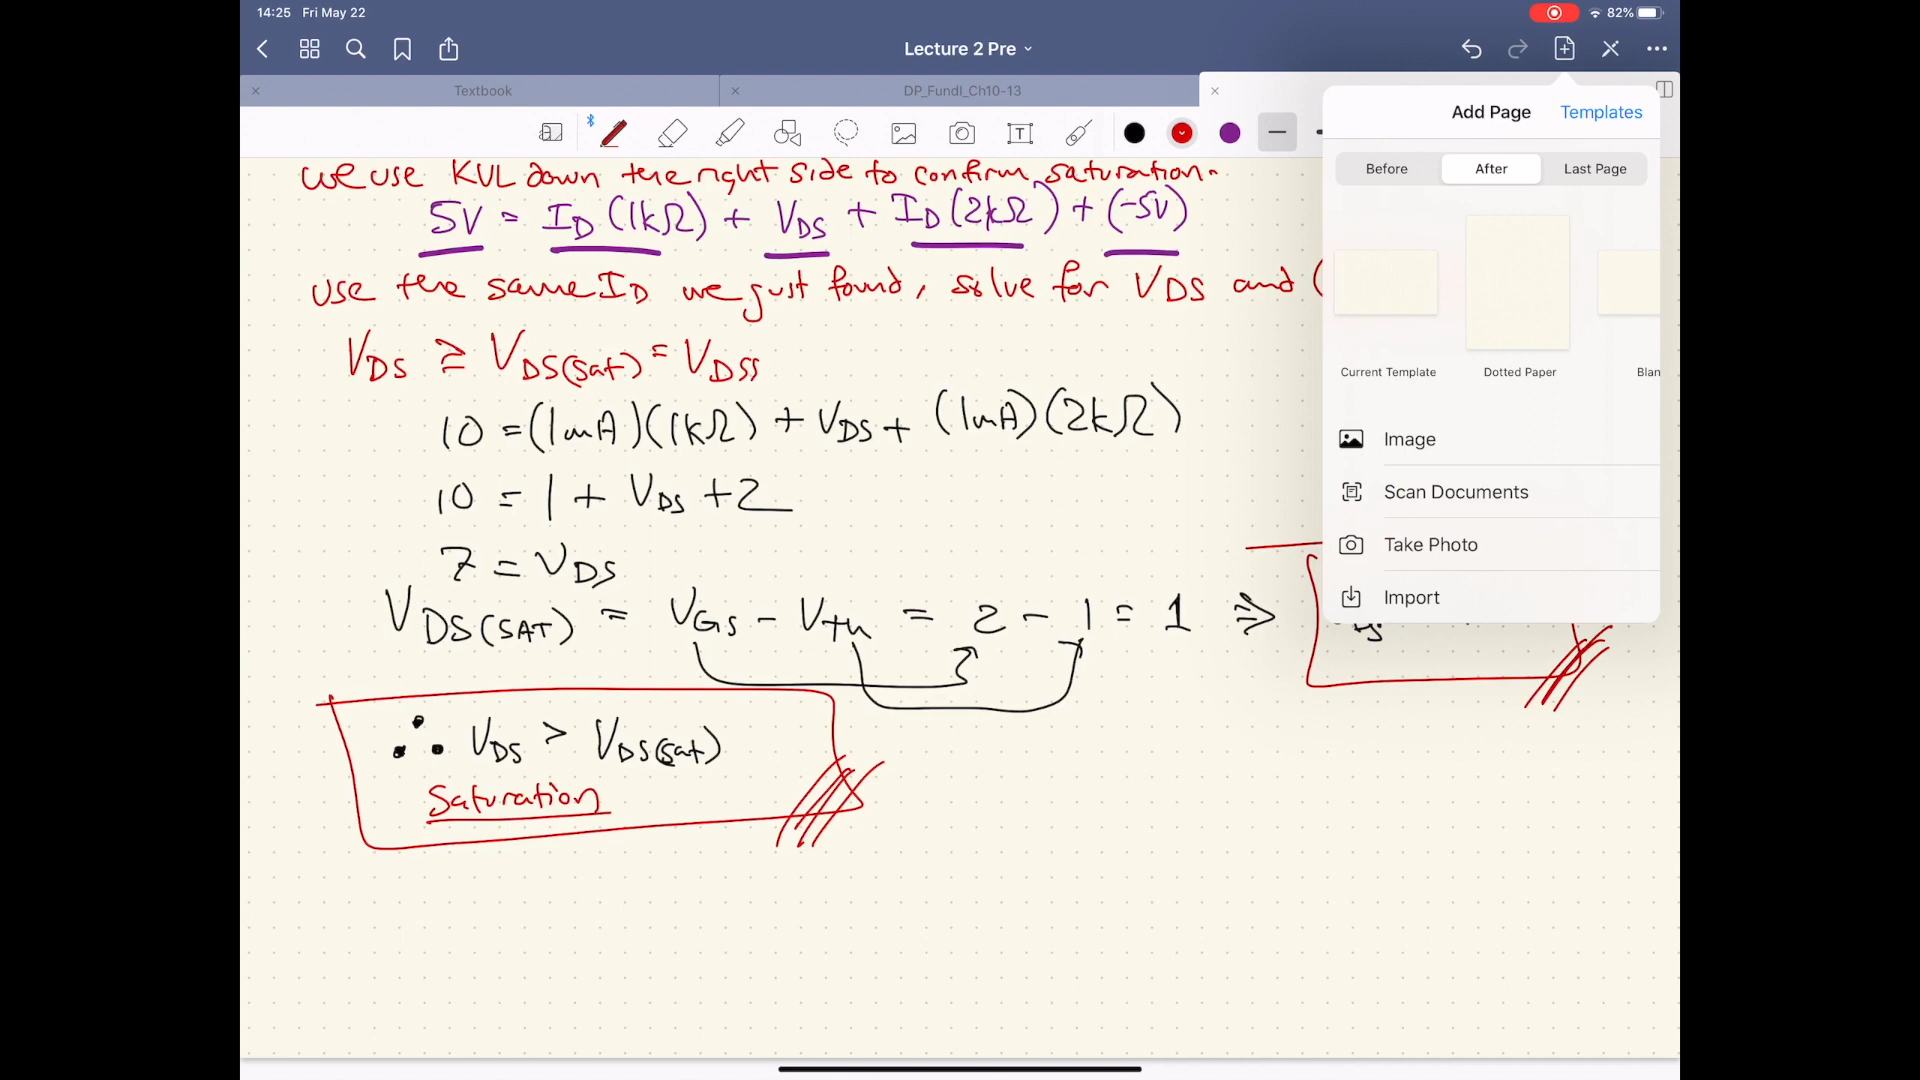 14:25 Fri May 22
82%
Lecture 2 Pre
Textbook
DP_FundI_Ch10-13
Add Page Templates
Before After Last Page
Current Template Dotted Paper Blan
Image
Scan Documents
Take Photo
Import
we use KVL down the right side to confirm saturation.
5V = ID (1kΩ) + VDS + ID (2kΩ) + (-5V)
use the same ID we just found, solve for VDS and (
VDS ≥ VDS(sat) = VDSS
10 = (1mA)(1kΩ) + VDS + (1mA)(2kΩ)
10 = 1 + VDS + 2
7 = VDS
VDS(SAT) = VGS - VTH = 2 - 1 = 1 ⇒
∴ VDS > VDS(sat)
Saturation